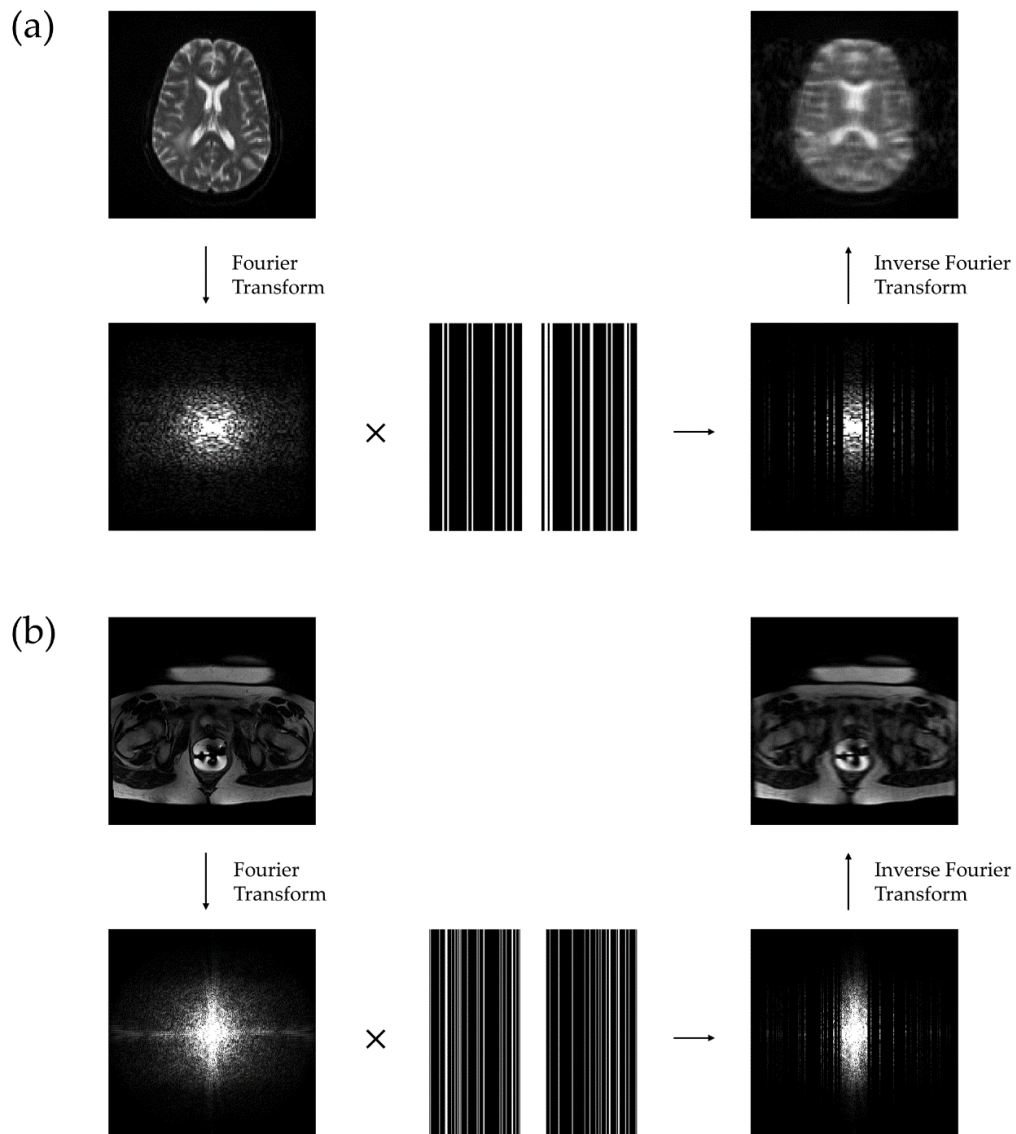 (a)
Fourier
Transform
Inverse Fourier
Transform
×
(b)
Fourier
Transform
Inverse Fourier
Transform
×